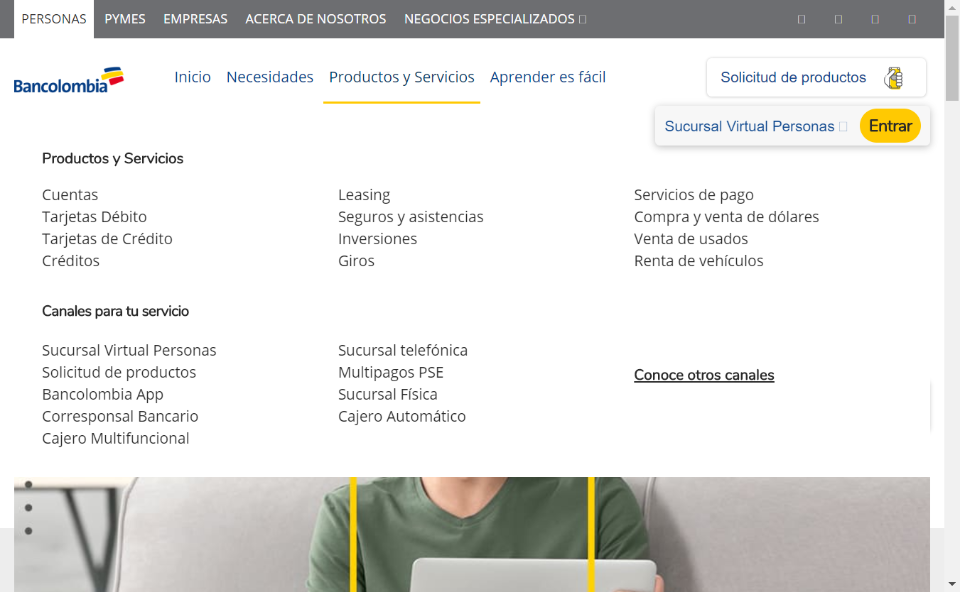 PERSONAS PYMES EMPRESAS ACERCA DE NOSOTROS NEGOCIOS ESPECIALIZADOS
Bancolombia Inicio Necesidades Productos y Servicios Aprender es fácil Solicitud de productos
Sucursal Virtual Personas Entrar
Productos y Servicios
Cuentas
Tarjetas Débito
Tarjetas de Crédito
Créditos
Leasing
Seguros y asistencias
Inversiones
Giros
Servicios de pago
Compra y venta de dólares
Venta de usados
Renta de vehículos
Canales para tu servicio
Sucursal Virtual Personas
Solicitud de productos
Bancolombia App
Corresponsal Bancario
Cajero Multifuncional
Sucursal telefónica
Multipagos PSE
Sucursal Física
Cajero Automático
Conoce otros canales